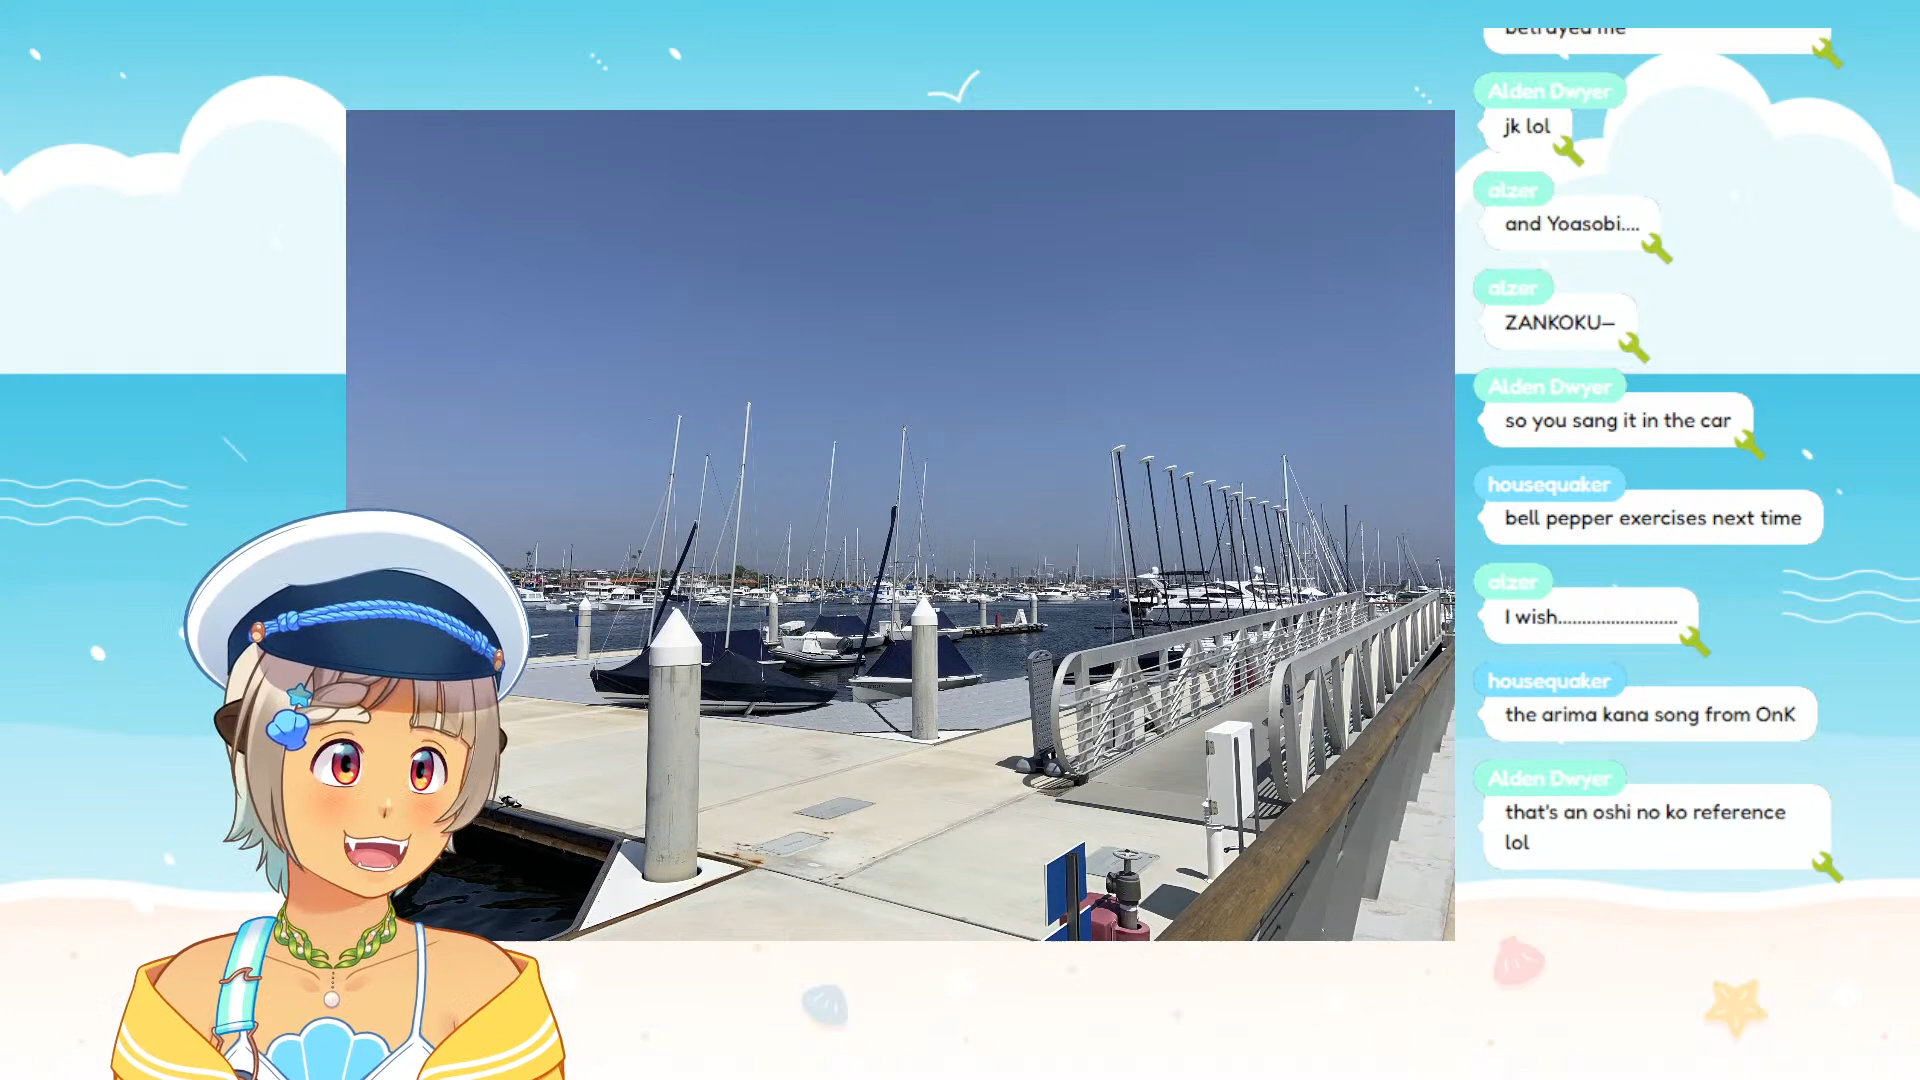 betrayed me
Alden Dwyer
jk lol
alzer
and Yoasobi....
alzer
ZANKOKU—
Alden Dwyer
so you sang it in the car
housequaker
bell pepper exercises next time
alzer
I wish.........................
housequaker
the arima kana song from OnK
Alden Dwyer
that's an oshi no ko reference
lol